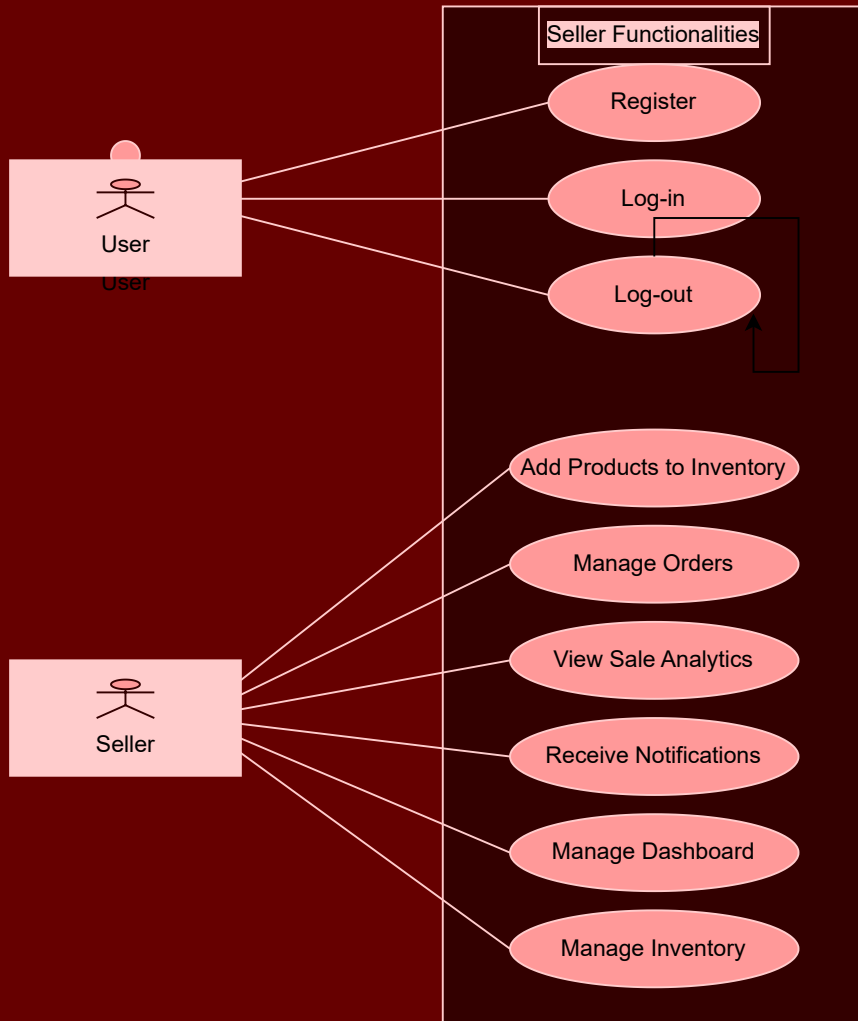 Seller Functionalities
Register
Log-in
User
User
Log-out
Add Products to Inventory
Manage Orders
View Sale Analytics
Seller
Receive Notifications
Manage Dashboard
Manage Inventory